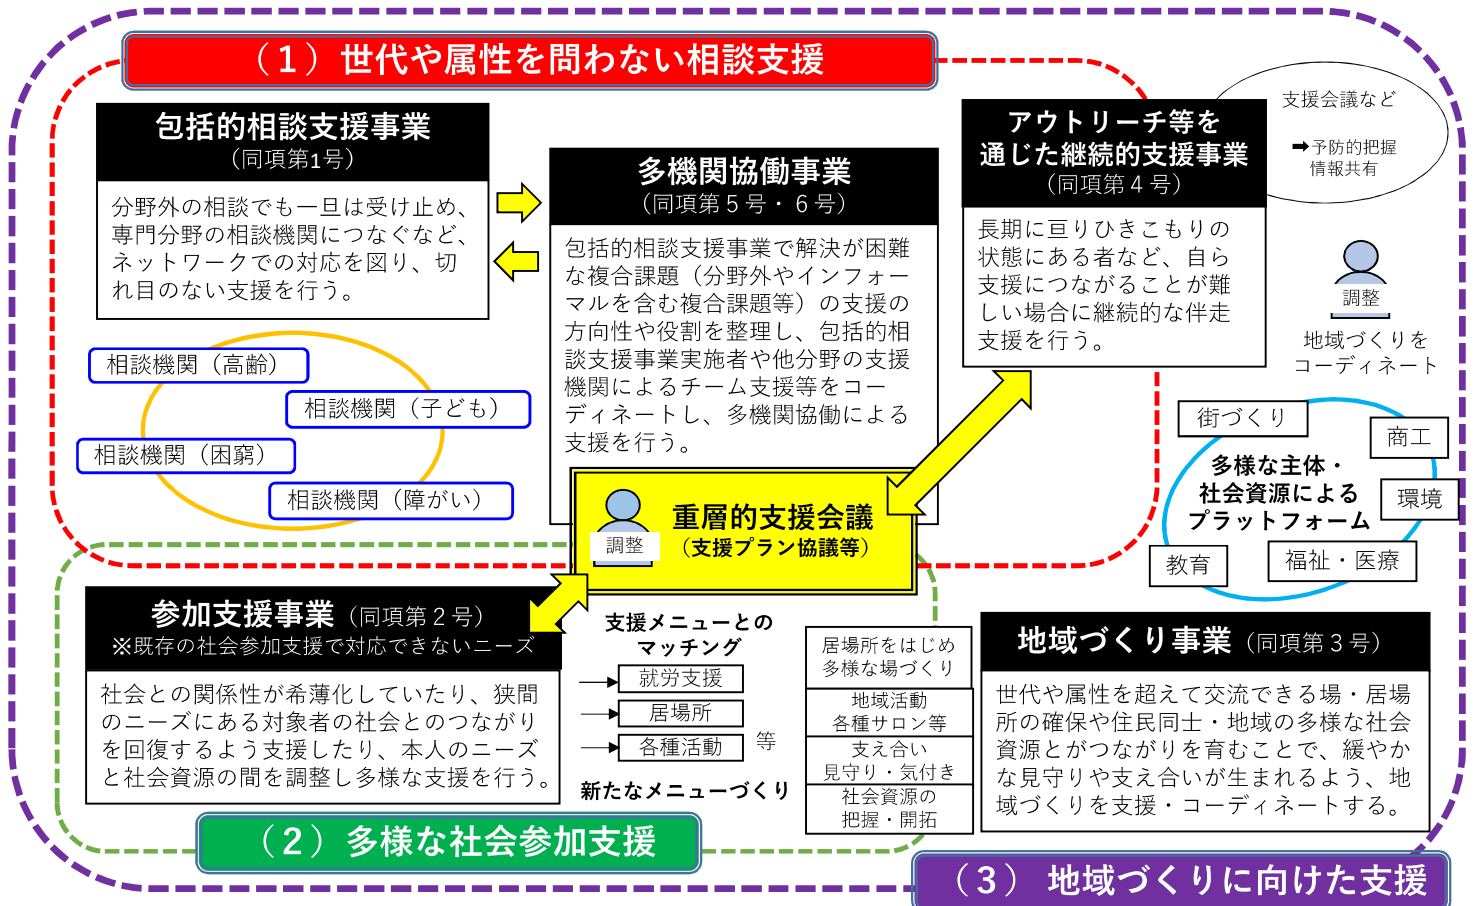 （１）世代や属性を問わない相談支援
包括的相談支援事業
（同項第1号）
分野外の相談でも一旦は受け止め、
専門分野の相談機関につなぐなど、
ネットワークでの対応を図り、切
れ目のない支援を行う。
相談機関（高齢）
相談機関（子ども）
相談機関（困窮）
相談機関（障がい）
多機関協働事業
（同項第５号・６号）
包括的相談支援事業で解決が困難
な複合課題（分野外やインフォー
マルを含む複合課題等）の支援の
方向性や役割を整理し、包括的相
談支援事業実施者や他分野の支援
機関によるチーム支援等をコー
ディネートし、多機関協働による
支援を行う。
アウトリーチ等を
通じた継続的支援事業
（同項第４号）
長期に亘りひきこもりの
状態にある者など、自ら
支援につながることが難
しい場合に継続的な伴走
支援を行う。
支援会議など
➡予防的把握
情報共有
調整
地域づくりを
コーディネート
街づくり
商工
多様な主体・
社会資源による
プラットフォーム
環境
教育
福祉・医療
調整
重層的支援会議
（支援プラン協議等）
参加支援事業（同項第２号）
※既存の社会参加支援で対応できないニーズ
社会との関係性が希薄化していたり、狭間
のニーズにある対象者の社会とのつながり
を回復するよう支援したり、本人のニーズ
と社会資源の間を調整し多様な支援を行う。
支援メニューとの
マッチング
就労支援
居場所
各種活動
等
新たなメニューづくり
居場所をはじめ
多様な場づくり
地域活動
各種サロン等
支え合い
見守り・気付き
社会資源の
把握・開拓
地域づくり事業（同項第３号）
世代や属性を超えて交流できる場・居場
所の確保や住民同士・地域の多様な社会
資源とがつながりを育むことで、緩やか
な見守りや支え合いが生まれるよう、地
域づくりを支援・コーディネートする。
（２）多様な社会参加支援
（３） 地域づくりに向けた支援